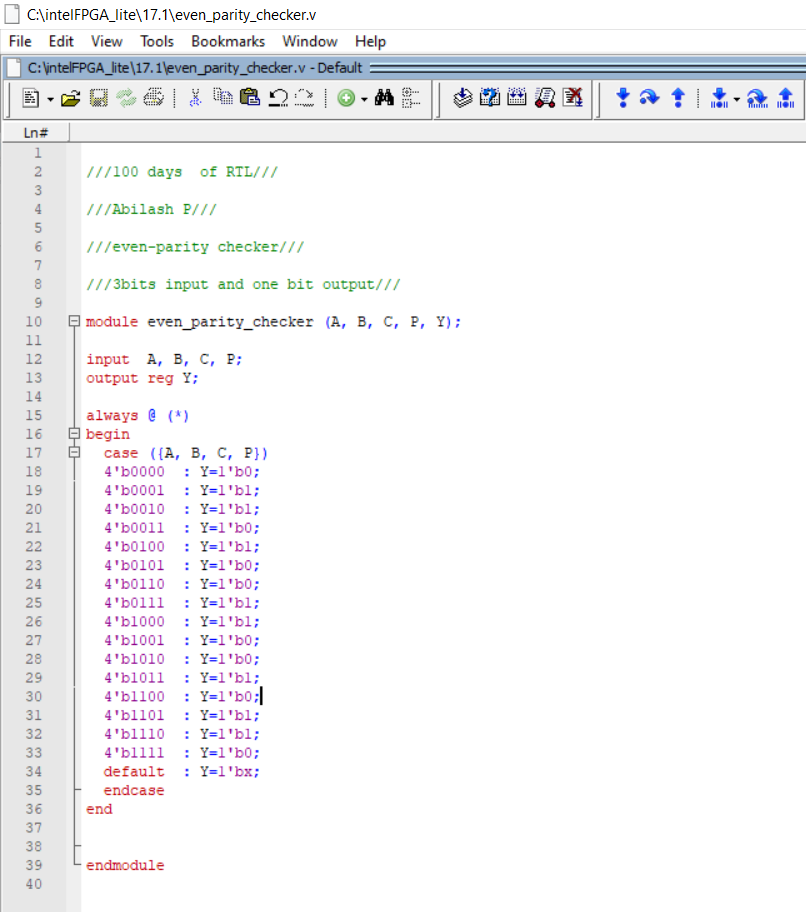 C:\intelFPGA_lite\17.1\even_parity_checker.v
File Edit View Tools Bookmarks Window Help
C:\intelFPGA_lite\17.1\even_parity_checker.v - Default
Ln#
1
2 ///100 days  of RTL///
3
4 ///Abilash P///
5
6 ///even-parity checker///
7
8 ///3bits input and one bit output///
9
10 module even_parity_checker (A, B, C, P, Y);
11
12 input  A, B, C, P;
13 output reg Y;
14
15 always @ (*)
16 begin
17   case ({A, B, C, P})
18   4'b0000  : Y=1'b0;
19   4'b0001  : Y=1'b1;
20   4'b0010  : Y=1'b1;
21   4'b0011  : Y=1'b0;
22   4'b0100  : Y=1'b1;
23   4'b0101  : Y=1'b0;
24   4'b0110  : Y=1'b0;
25   4'b0111  : Y=1'b1;
26   4'b1000  : Y=1'b1;
27   4'b1001  : Y=1'b0;
28   4'b1010  : Y=1'b0;
29   4'b1011  : Y=1'b1;
30   4'b1100  : Y=1'b0;
31   4'b1101  : Y=1'b1;
32   4'b1110  : Y=1'b1;
33   4'b1111  : Y=1'b0;
34   default  : Y=1'bx;
35   endcase
36 end
37
38
39 endmodule
40